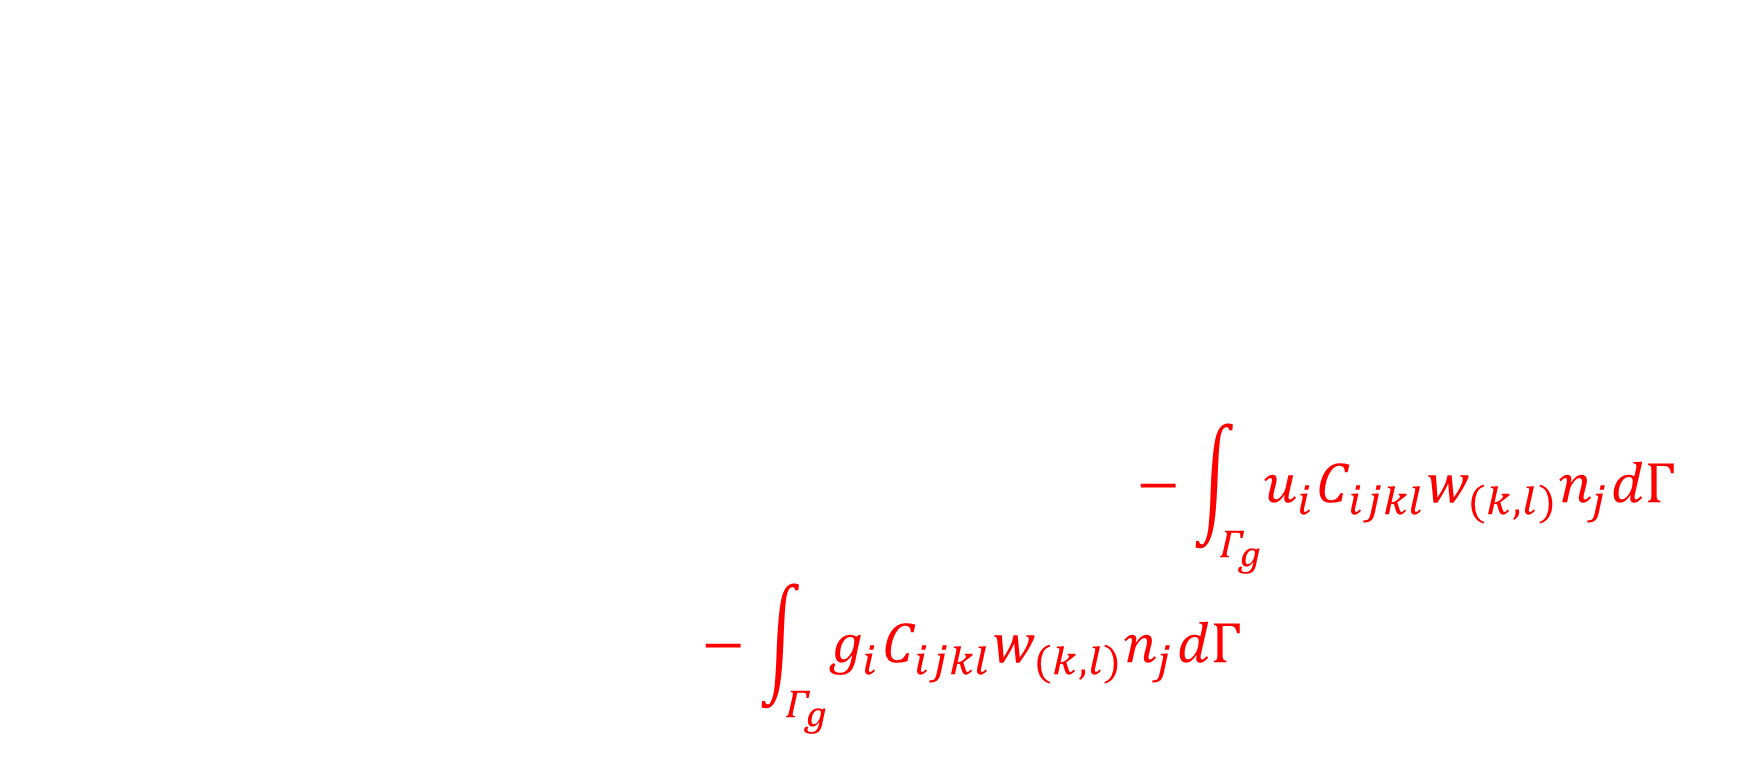 − ∫_{Γ_g} u_i C_{ijkl} w_{(k,l)} n_j dΓ
− ∫_{Γ_g} g_i C_{ijkl} w_{(k,l)} n_j dΓ